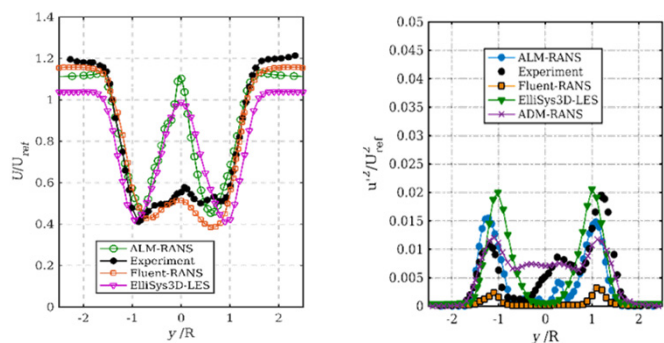 1.4
1.2
1
0.8
0.6
0.4
0.2
0
U/U_ref
-2 -1 0 1 2
y /R
ALM-RANS
Experiment
Fluent-RANS
ElliSys3D-LES
0.05
0.045
0.04
0.035
0.03
0.025
0.02
0.015
0.01
0.005
0
u'²/U²ref
-2 -1 0 1 2
y /R
ALM-RANS
Experiment
Fluent-RANS
ElliSys3D-LES
ADM-RANS